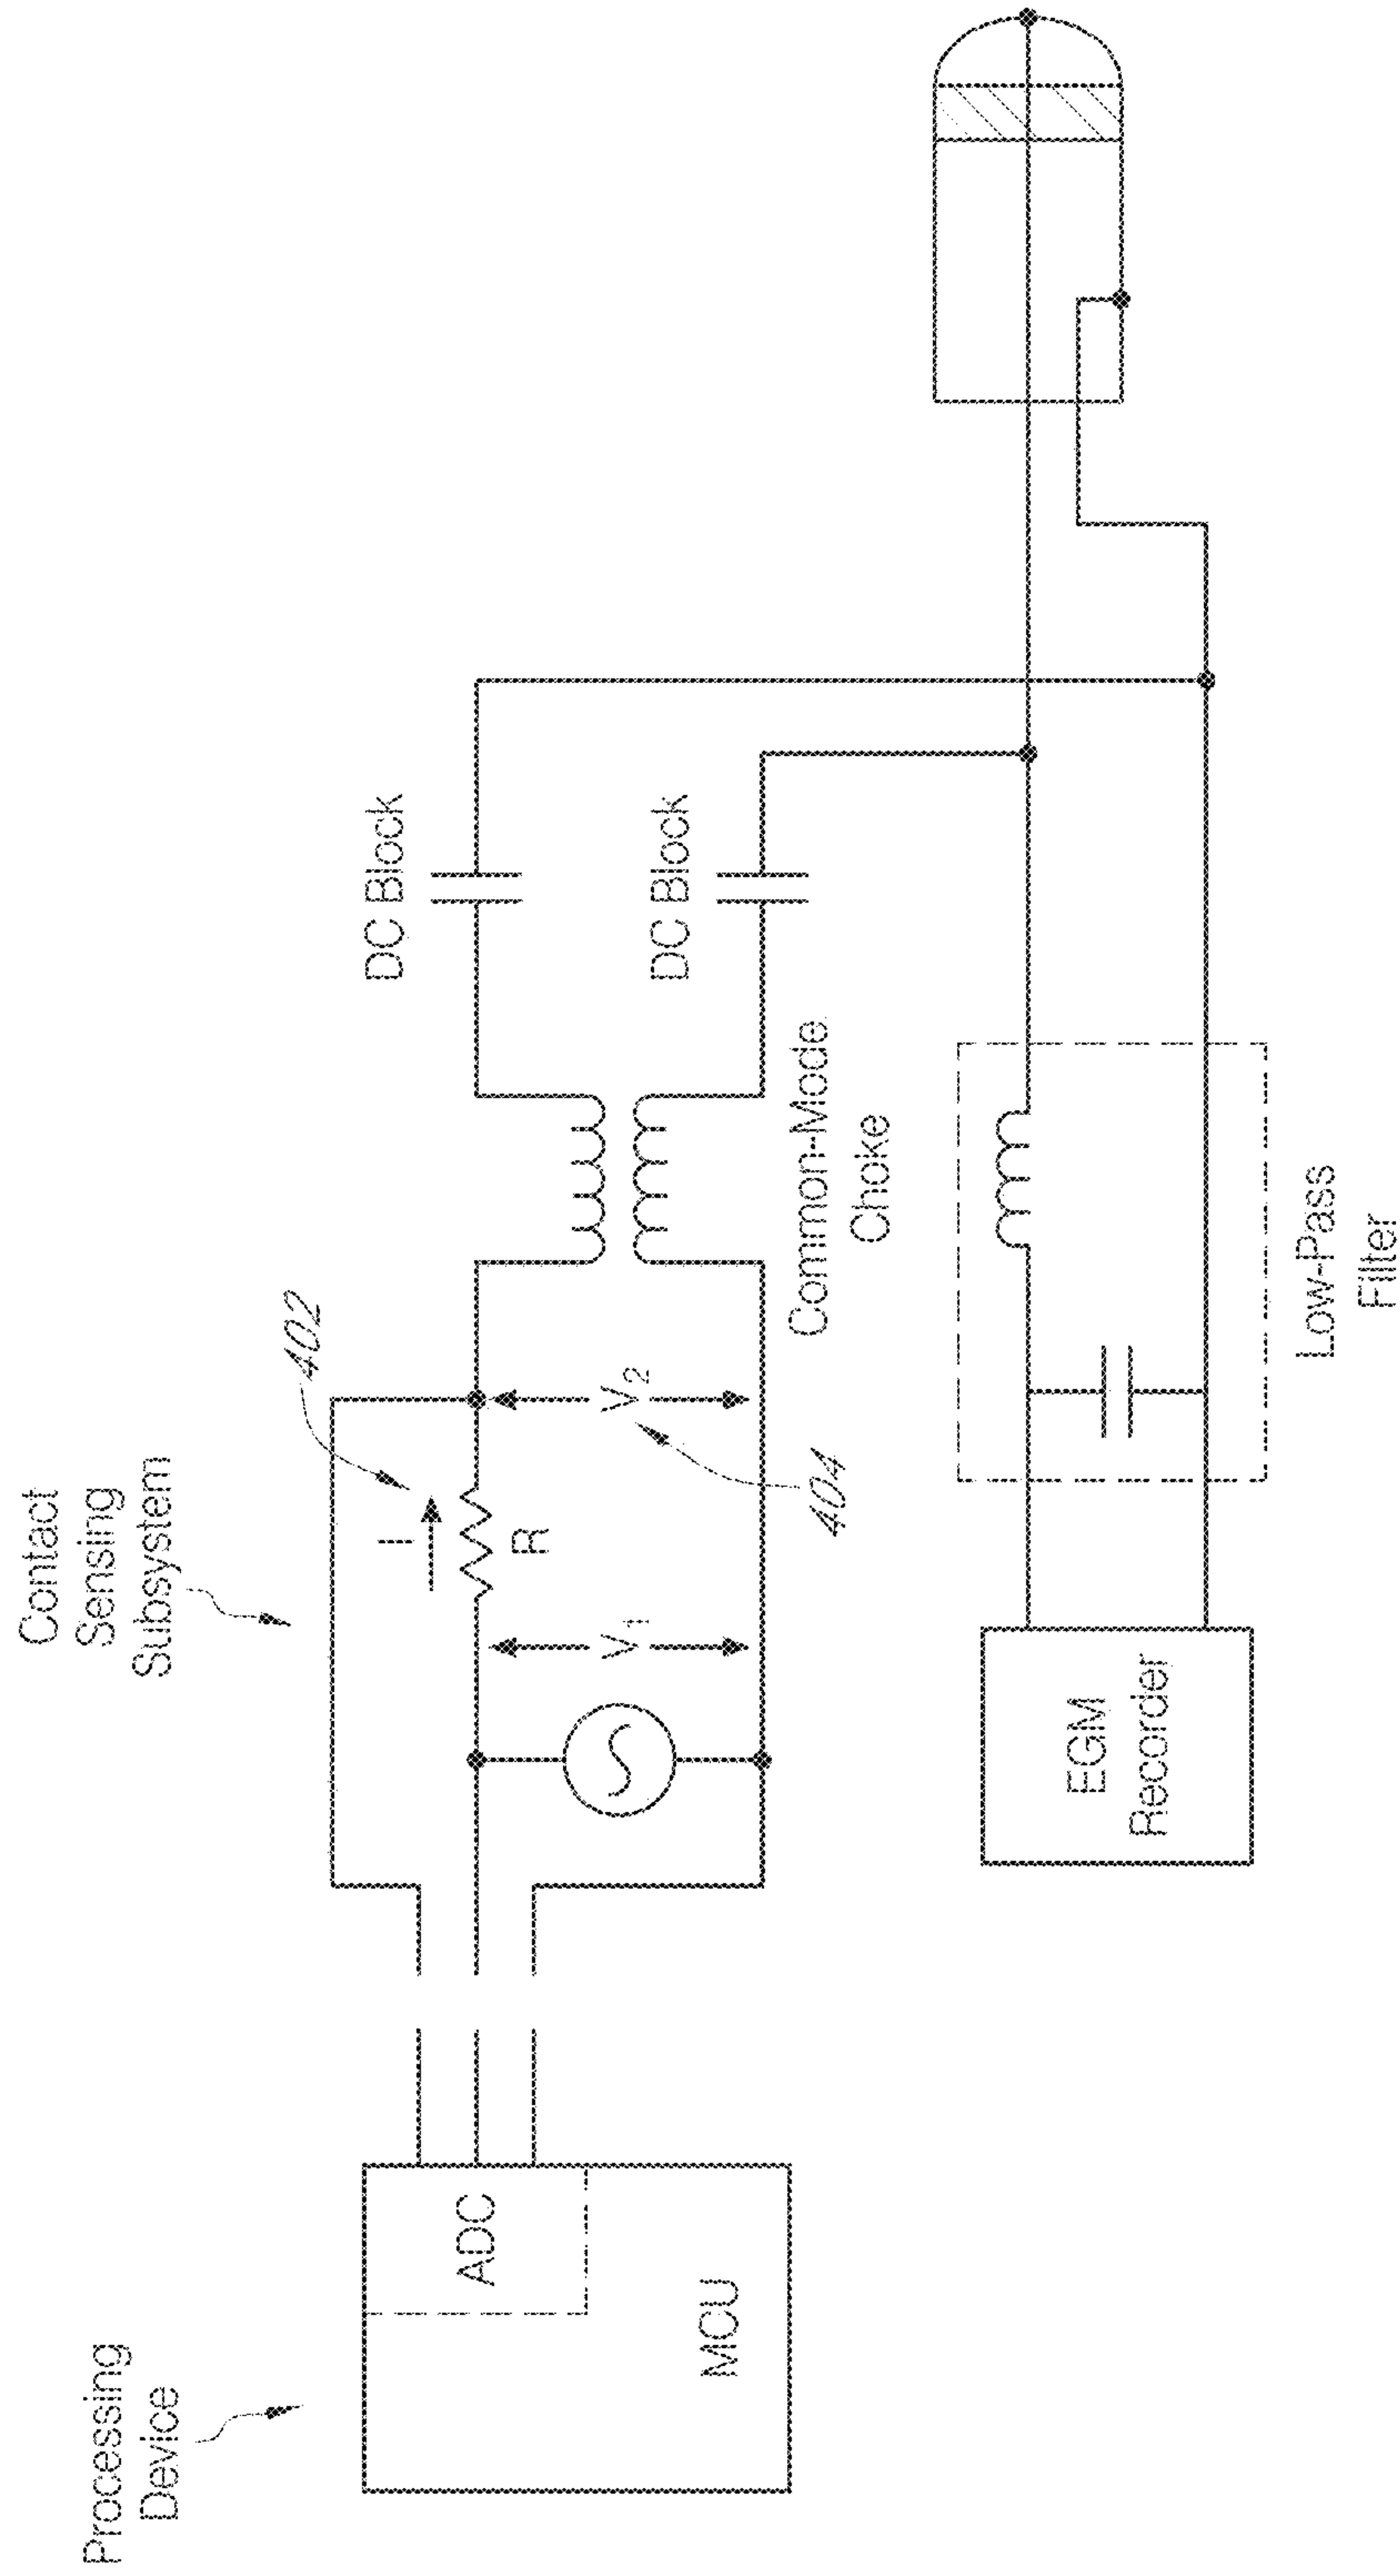 Processing
Device
ADC
MCU
Contact
Sensing
Subsystem
402
I
R
V1
V2
404
DC Block
DC Block
Common-Mode
Choke
EGM
Recorder
Low-Pass
Filter